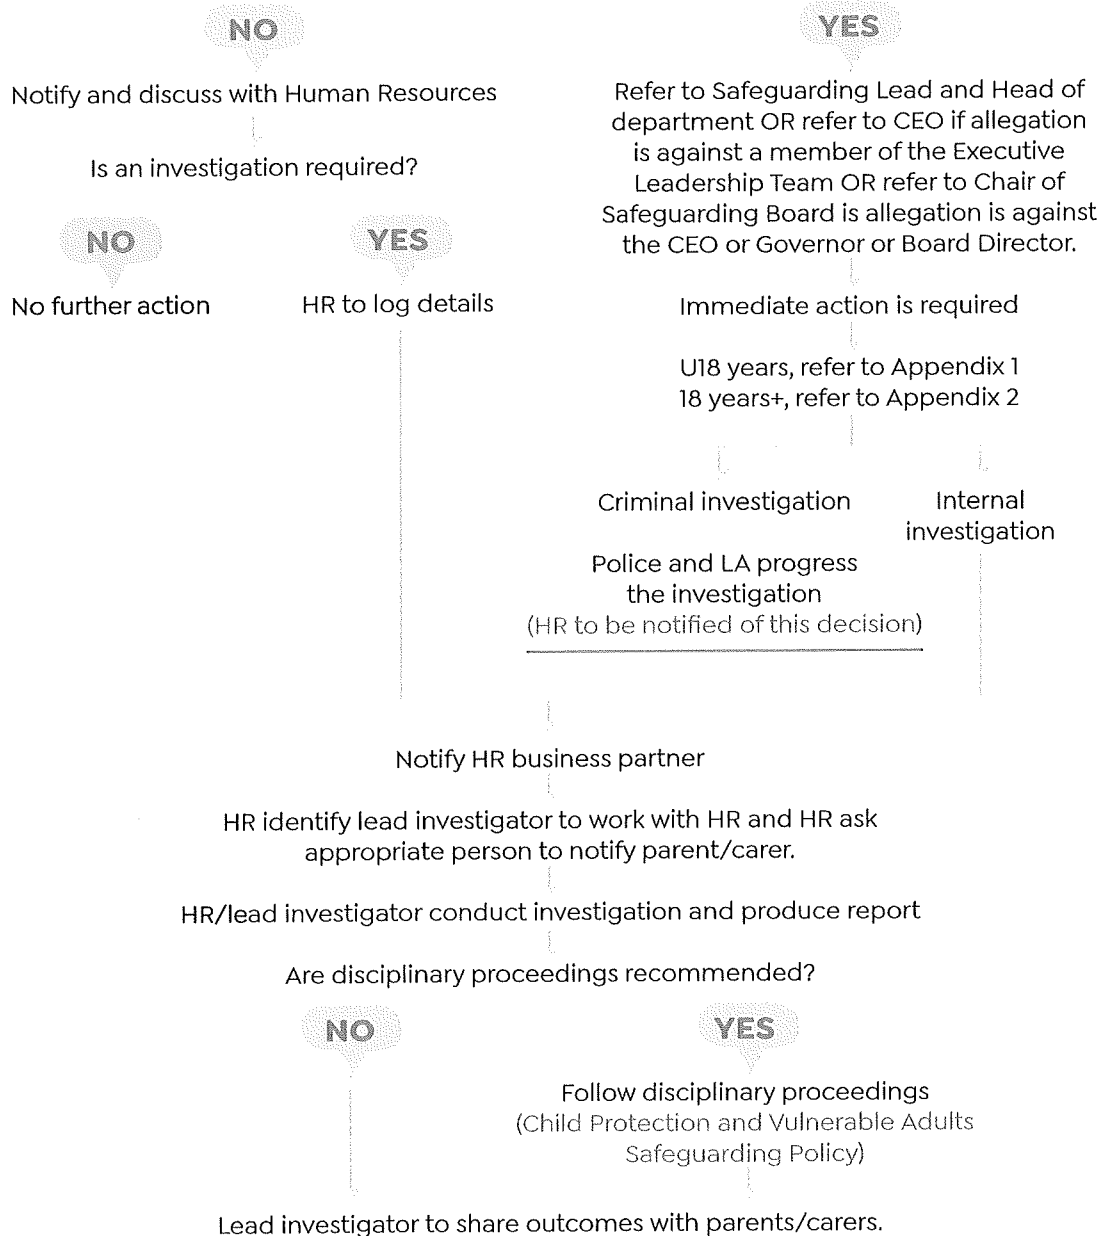 NO
Notify and discuss with Human Resources
Is an investigation required?
NO
No further action
YES
HR to log details
YES
Refer to Safeguarding Lead and Head of
department OR refer to CEO if allegation
is against a member of the Executive
Leadership Team OR refer to Chair of
Safeguarding Board is allegation is against
the CEO or Governor or Board Director.
Immediate action is required
U18 years, refer to Appendix 1
18 years+, refer to Appendix 2
Criminal investigation
Police and LA progress
the investigation
(HR to be notified of this decision)
Internal
investigation
Notify HR business partner
HR identify lead investigator to work with HR and HR ask
appropriate person to notify parent/carer.
HR/lead investigator conduct investigation and produce report
Are disciplinary proceedings recommended?
NO
YES
Follow disciplinary proceedings
(Child Protection and Vulnerable Adults
Safeguarding Policy)
Lead investigator to share outcomes with parents/carers.